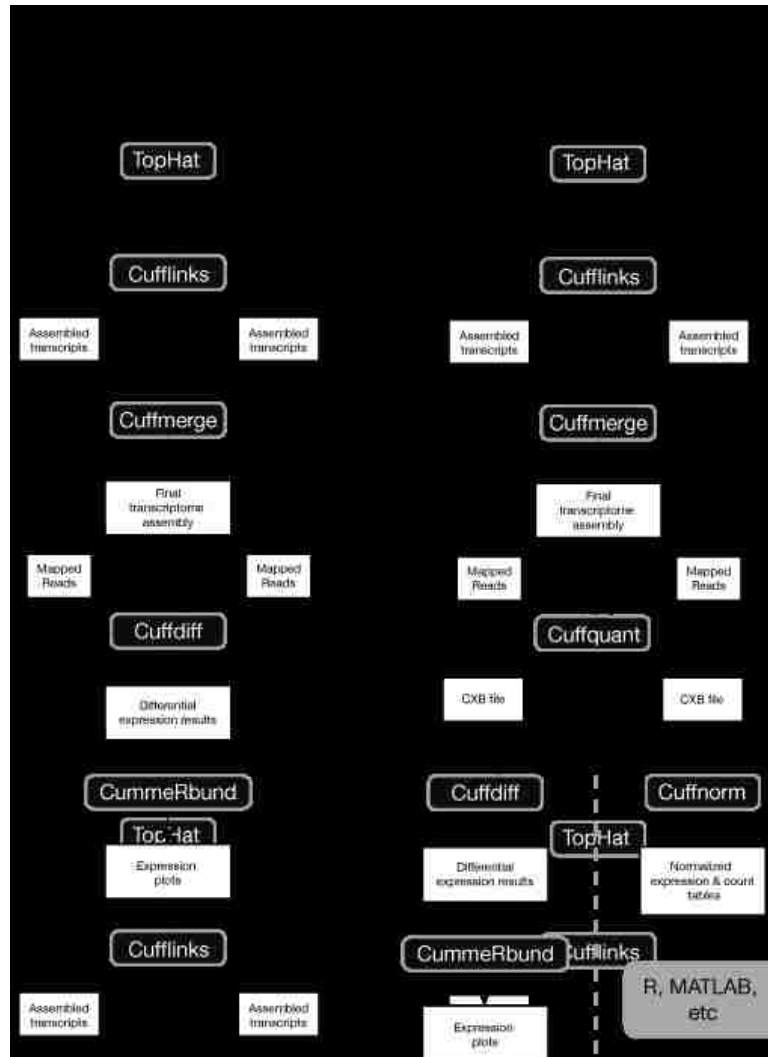 TopHat
TopHat
Cufflinks
Cufflinks
Assembled
transcripts
Assembled
transcripts
Assembled
transcripts
Assembled
transcripts
Cuffmerge
Cuffmerge
Final
transcriptome
assembly
Final
transcriptome
assembly
Mapped
Reads
Mapped
Reads
Mapped
Reads
Mapped
Reads
Cuffdiff
Cuffquant
Differential
expression results
CXB file
CXB file
CummeRbund
Cuffdiff
Cuffnorm
TopHat
TopHat
Expression
plots
Differential
expression results
Normalized
expression & count
tables
Cufflinks
CummeRbund
Cufflinks
R, MATLAB,
etc
Assembled
transcripts
Assembled
transcripts
Expression
plots